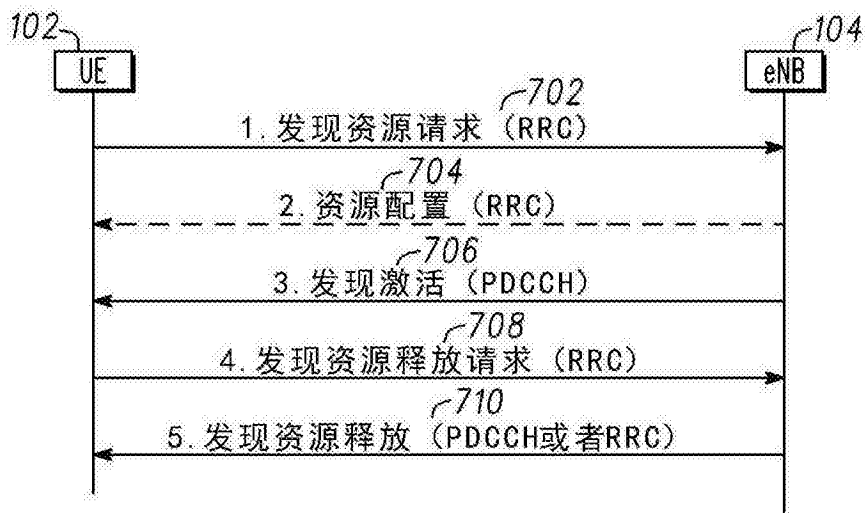 102
104
UE
eNB
702
1.发现资源请求（RRC）
704
2.资源配置（RRC）
706
3.发现激活（PDCCH）
708
4.发现资源释放请求（RRC）
710
5.发现资源释放（PDCCH或者RRC）